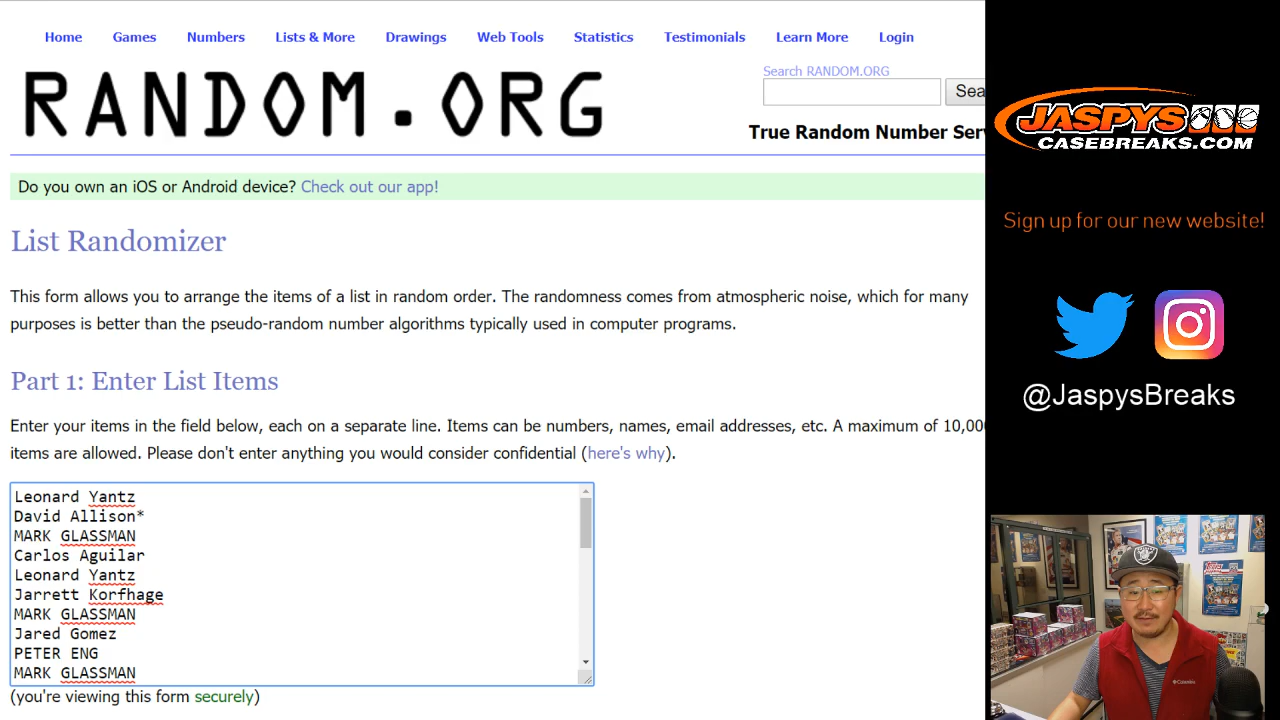 Home Games Numbers Lists & More Drawings Web Tools Statistics Testimonials Learn More Login
RANDOM.ORG
Search RANDOM.ORG
Sea
True Random Number Serv
Do you own an iOS or Android device? Check out our app!
List Randomizer
This form allows you to arrange the items of a list in random order. The randomness comes from atmospheric noise, which for many
purposes is better than the pseudo-random number algorithms typically used in computer programs.
Part 1: Enter List Items
Enter your items in the field below, each on a separate line. Items can be numbers, names, email addresses, etc. A maximum of 10,000
items are allowed. Please don't enter anything you would consider confidential (here's why).
Leonard Yantz
David Allison*
MARK GLASSMAN
Carlos Aguilar
Leonard Yantz
Jarrett Korfhage
MARK GLASSMAN
Jared Gomez
PETER ENG
MARK GLASSMAN
(you're viewing this form securely)
JASPYS
CASEBREAKS.COM
Sign up for our new website!
@JaspysBreaks
Topps
Columbia